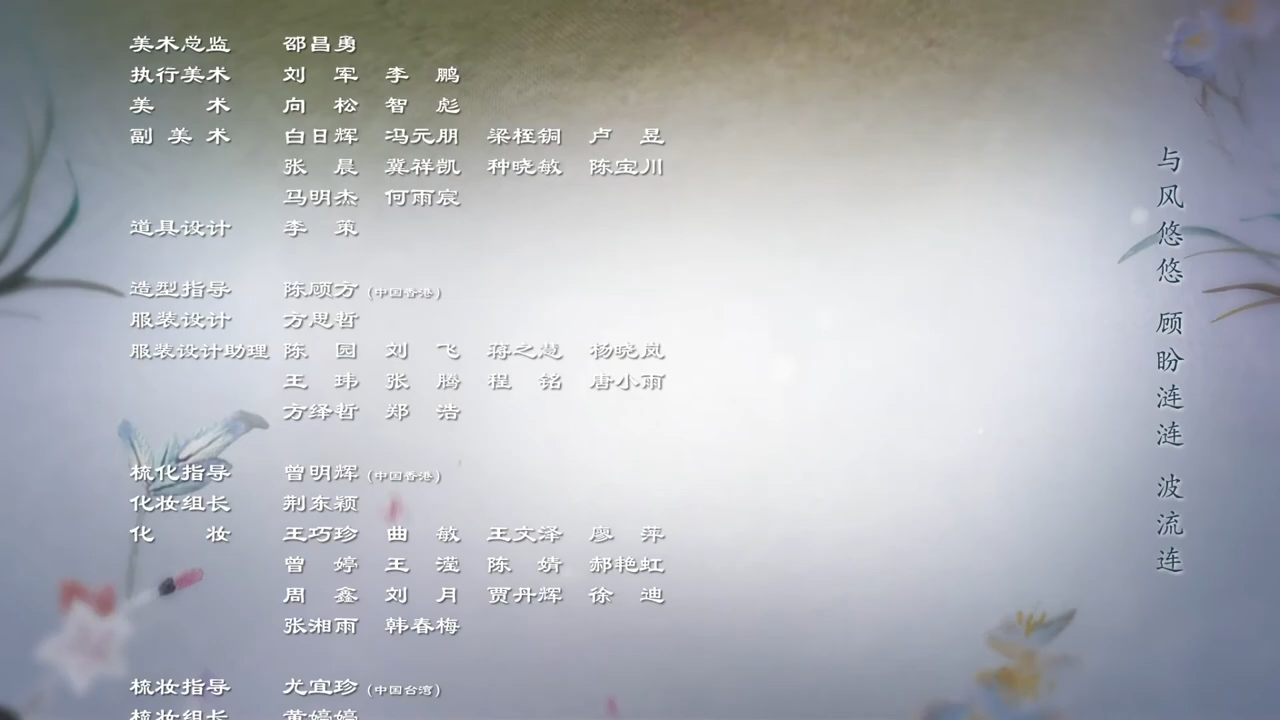 美术总监 邵昌勇
执行美术 刘军 李鹏
美术 向松 智彪
副美术 白日辉 冯元朋 梁桎铜 卢昱
张晨 冀祥凯 种晓敏 陈宝川
马明杰 何雨宸
道具设计 李策
造型指导 陈顾方(中国香港)
服装设计 方思哲
服装设计助理 陈园 刘飞 蒋之慧 杨晓岚
王玮 张腾 程铭 唐小雨
方绎哲 郑浩
梳化指导 曾明辉(中国香港)
化妆组长 荆东颖
化妆 王巧珍 曲敏 王文泽 廖萍
曾婷 王滢 陈婧 郝艳虹
周鑫 刘月 贾丹辉 徐迪
张湘雨 韩春梅
梳妆指导 尤宜珍(中国台湾)
梳妆组长 黄婷婷
与风悠悠 顾盼涟涟 波流连